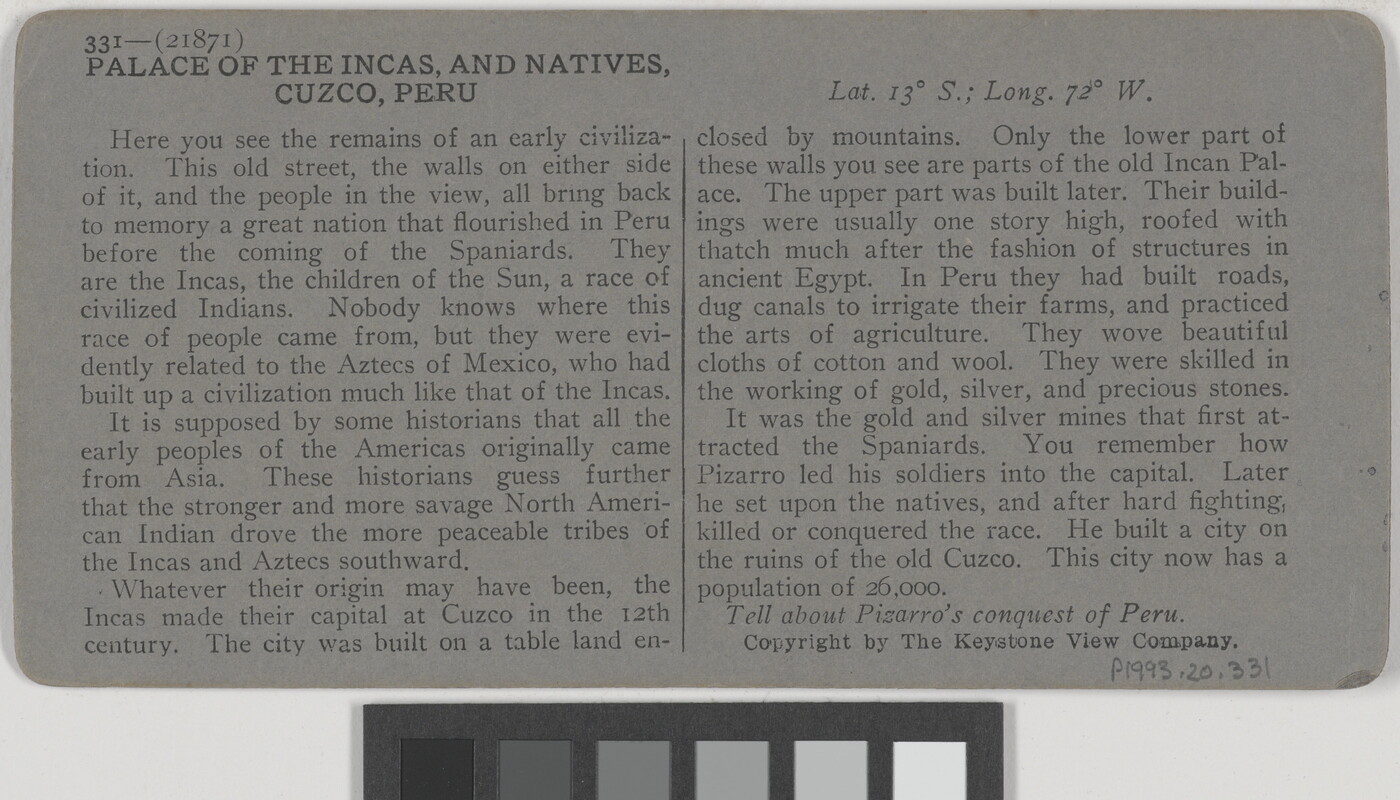 331—(21871)
PALACE OF THE INCAS, AND NATIVES,
CUZCO, PERU
Lat. 13° S.; Long. 72° W.
Here you see the remains of an early civiliza-
tion. This old street, the walls on either side
of it, and the people in the view, all bring back
to memory a great nation that flourished in Peru
before the coming of the Spaniards. They
are the Incas, the children of the Sun, a race of
civilized Indians. Nobody knows where this
race of people came from, but they were evi-
dently related to the Aztecs of Mexico, who had
built up a civilization much like that of the Incas.
It is supposed by some historians that all the
early peoples of the Americas originally came
from Asia. These historians guess further
that the stronger and more savage North Ameri-
can Indian drove the more peaceable tribes of
the Incas and Aztecs southward.
Whatever their origin may have been, the
Incas made their capital at Cuzco in the 12th
century. The city was built on a table land en-
closed by mountains. Only the lower part of
these walls you see are parts of the old Incan Pal-
ace. The upper part was built later. Their build-
ings were usually one story high, roofed with
thatch much after the fashion of structures in
ancient Egypt. In Peru they had built roads,
dug canals to irrigate their farms, and practiced
the arts of agriculture. They wove beautiful
cloths of cotton and wool. They were skilled in
the working of gold, silver, and precious stones.
It was the gold and silver mines that first at-
tracted the Spaniards. You remember how
Pizarro led his soldiers into the capital. Later
he set upon the natives, and after hard fighting,
killed or conquered the race. He built a city on
the ruins of the old Cuzco. This city now has a
population of 26,000.
Tell about Pizarro's conquest of Peru.
Copyright by The Keystone View Company.
P1993.20.331